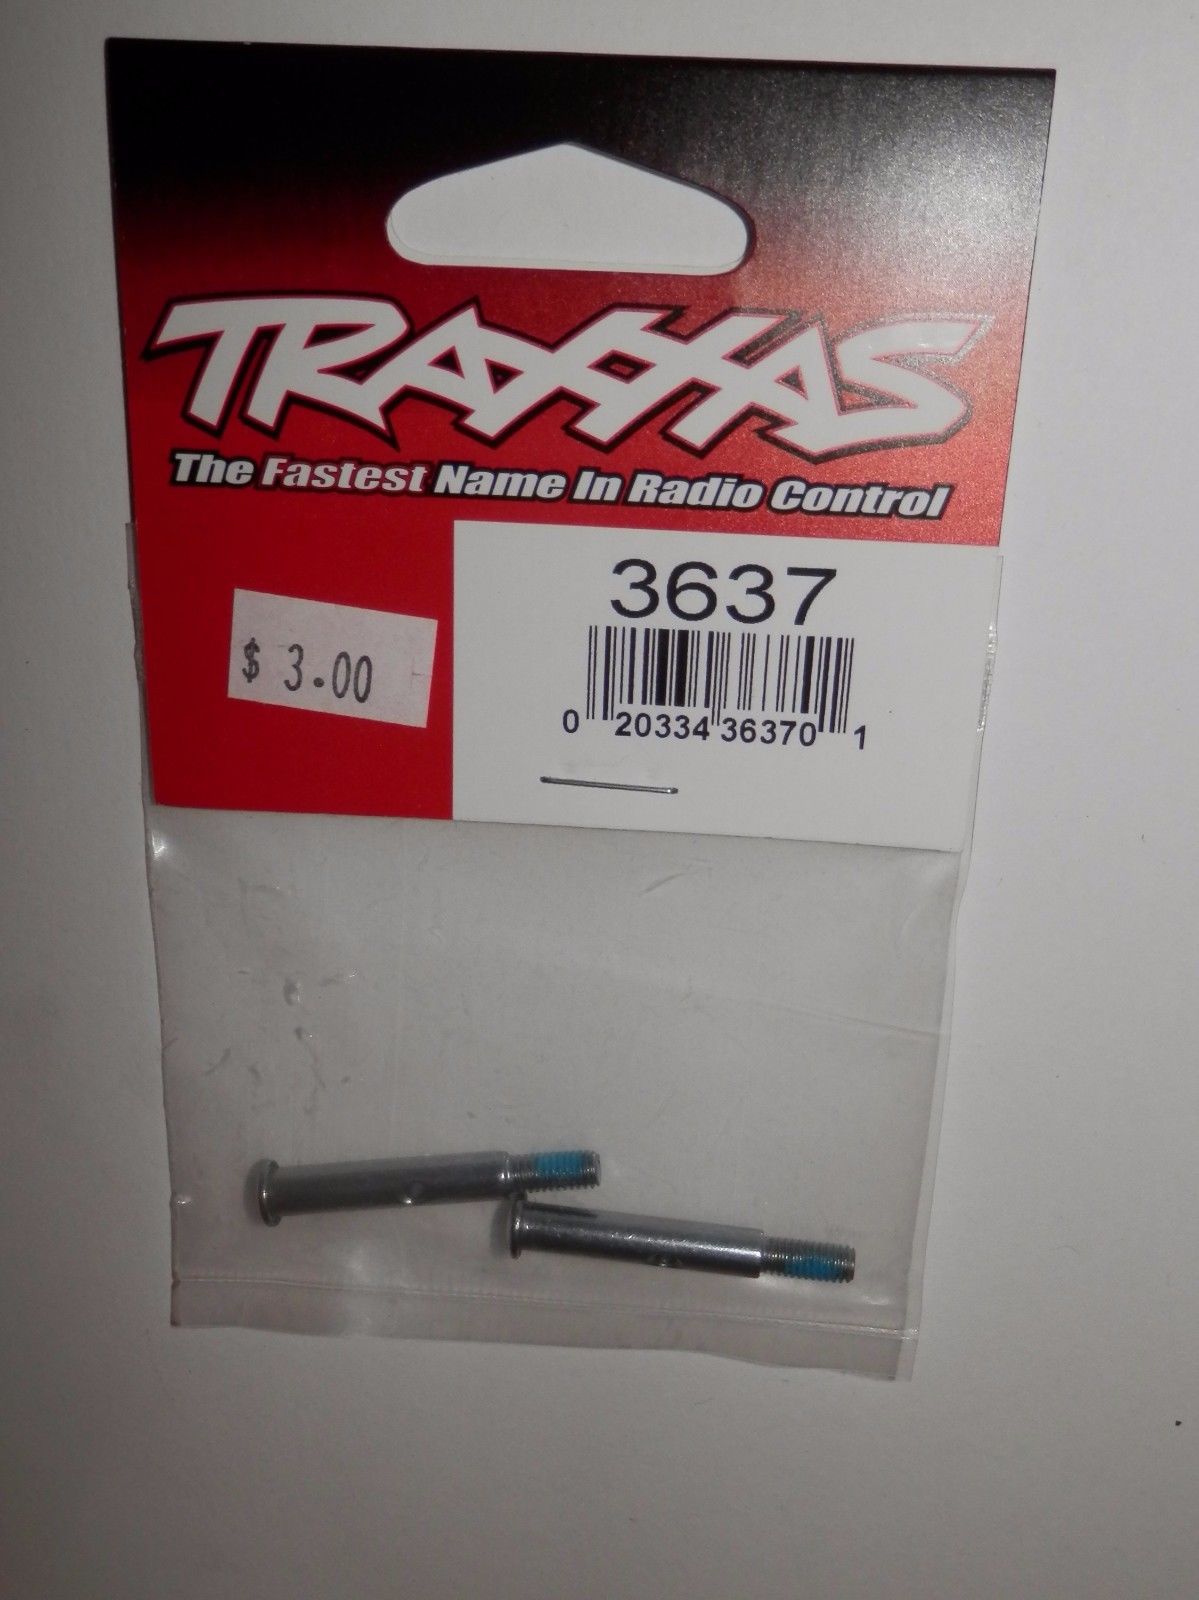 TRAXXAS
The Fastest Name In Radio Control
3637
$ 3.00
0 20334 36370 1